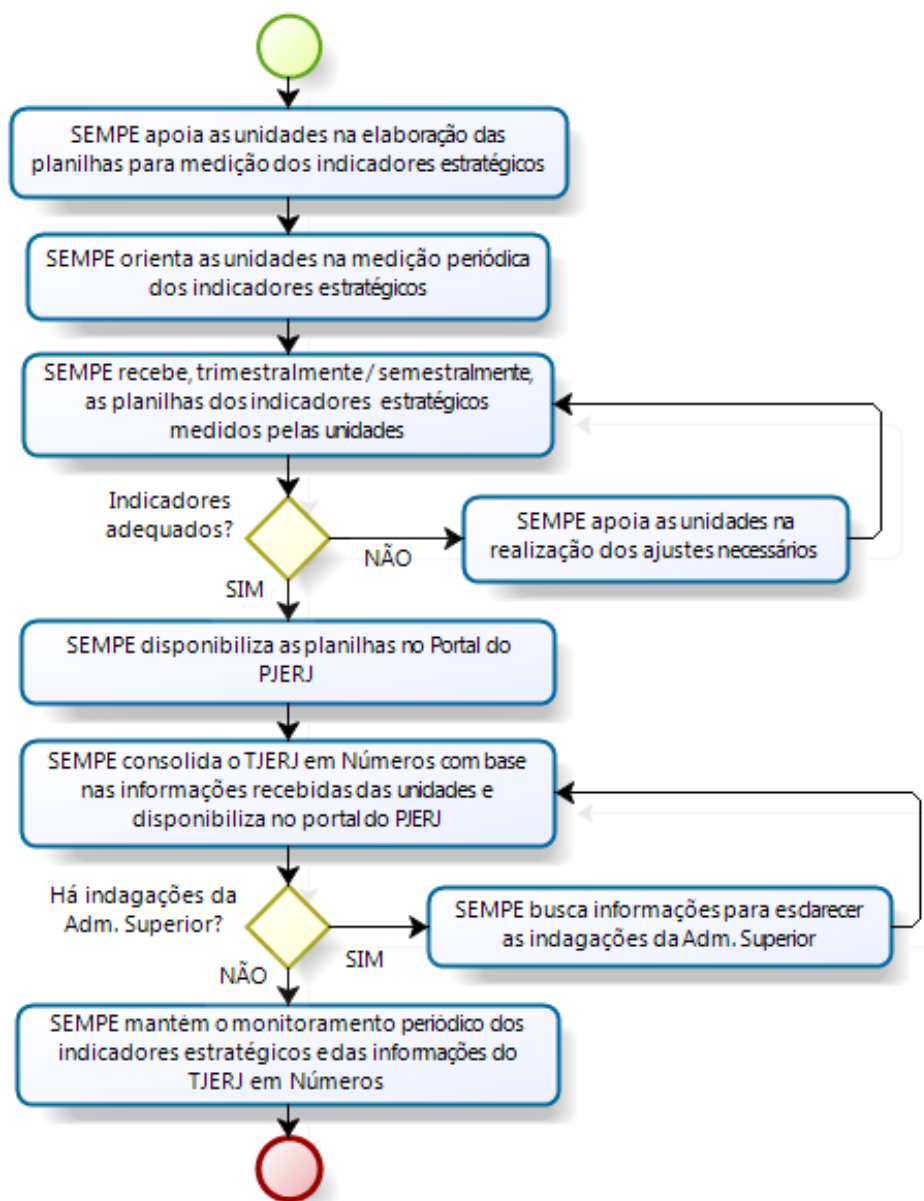 SEMPE apoia as unidades na elaboração das
planilhas para medição dos indicadores estratégicos
SEMPE orienta as unidades na medição periódica
dos indicadores estratégicos
SEMPE recebe, trimestralmente / semestralmente,
as planilhas dos indicadores estratégicos
medidos pelas unidades
Indicadores
adequados?
NÃO
SEMPE apoia as unidades na
realização dos ajustes necessários
SIM
SEMPE disponibiliza as planilhas no Portal do
PJERJ
SEMPE consolida o TJERJ em Números com base
nas informações recebidas das unidades e
disponibiliza no portal do PJERJ
Há indagações da
Adm. Superior?
SIM
SEMPE busca informações para esclarecer
as indagações da Adm. Superior
NÃO
SEMPE mantém o monitoramento periódico dos
indicadores estratégicos e das informações do
TJERJ em Números